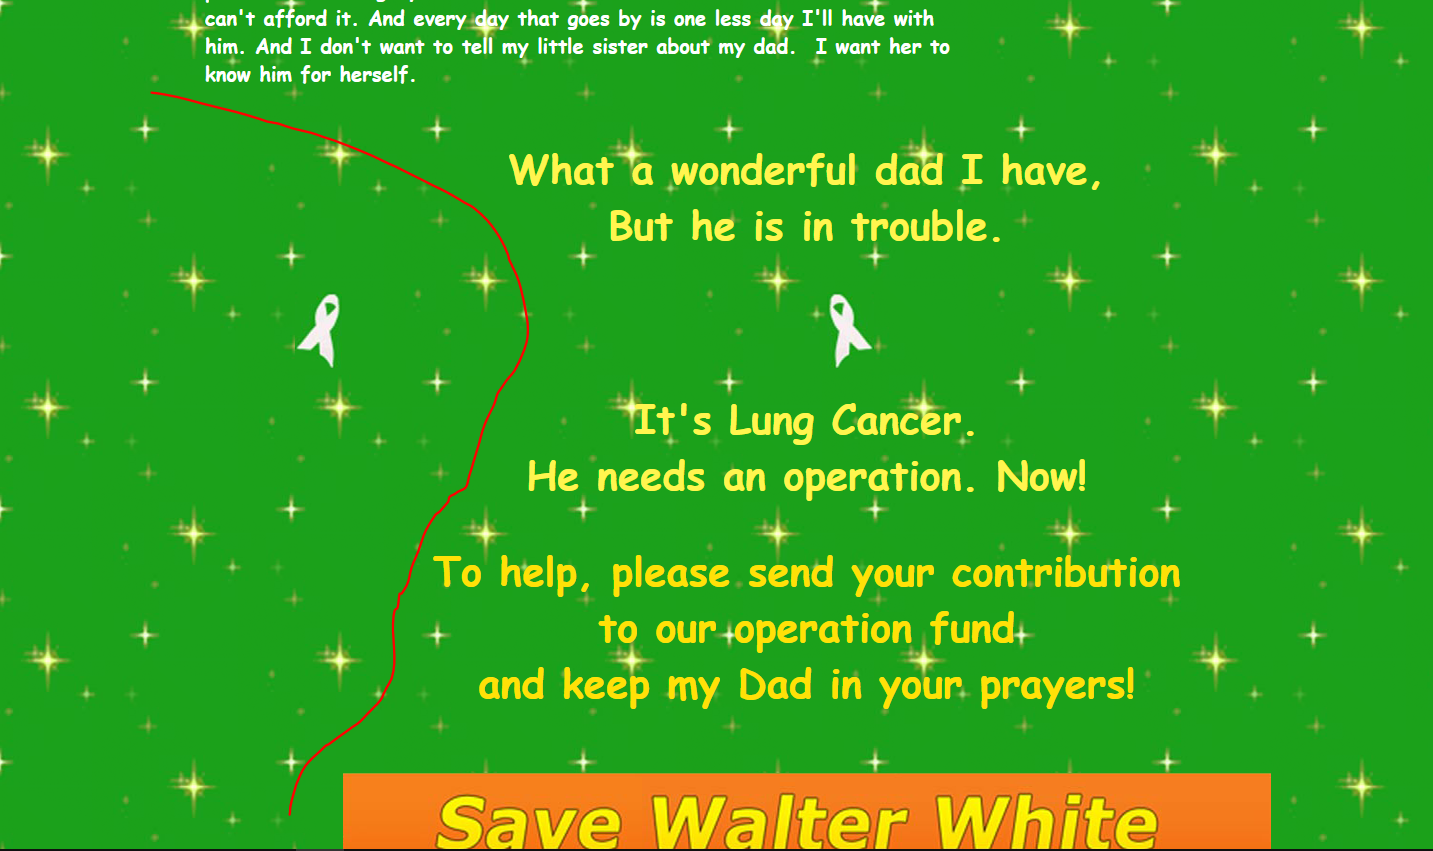 can't afford it. And every day that goes by is one less day I'll have with
him. And I don't want to tell my little sister about my dad.  I want her to
know him for herself.
What a wonderful dad I have,
But he is in trouble.
It's Lung Cancer.
He needs an operation. Now!
To help, please send your contribution
to our operation fund
and keep my Dad in your prayers!
Save Walter White